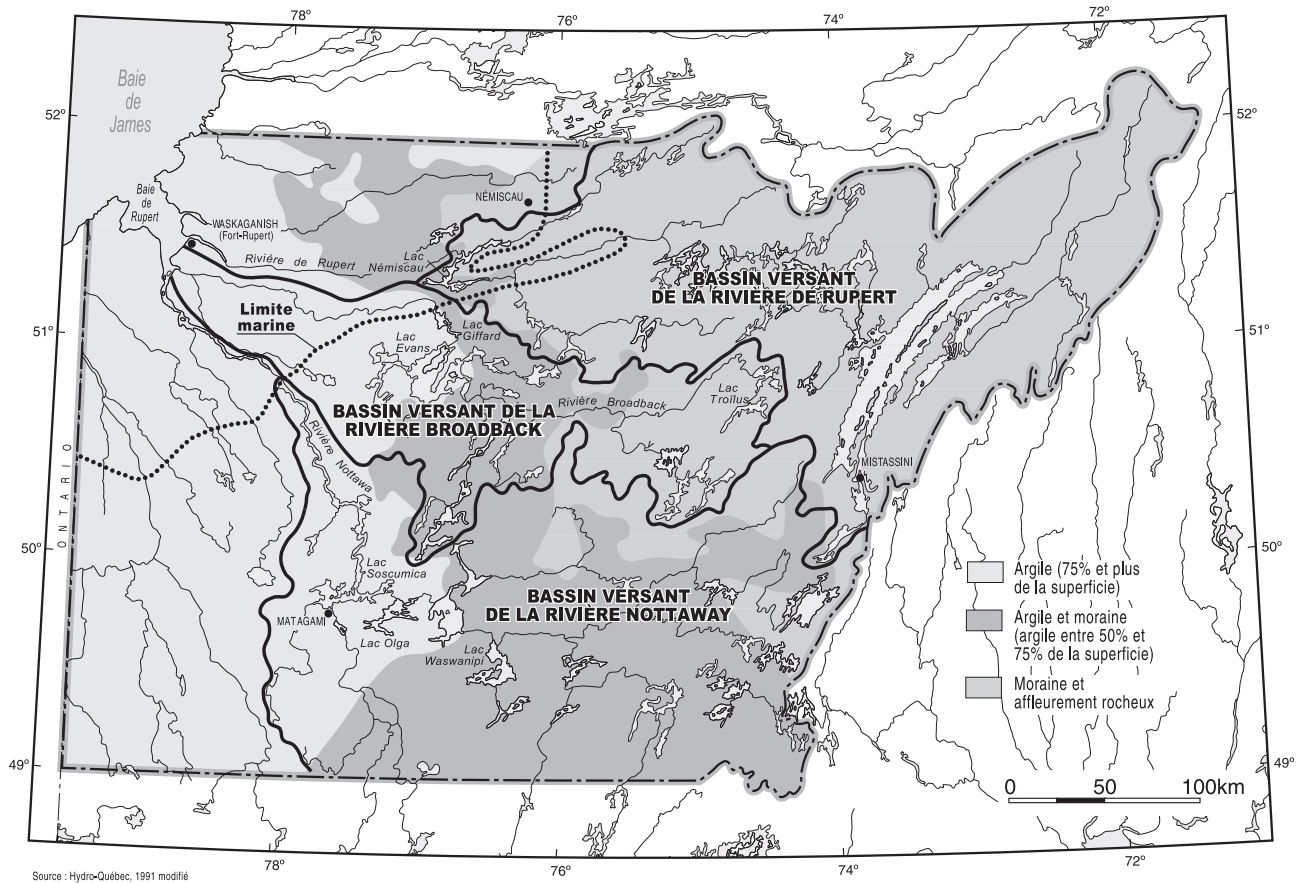 78°
76°
74°
72°
Baie
de
James
52°
52°
Baie
de
Rupert
NÉMISCAU
WASKAGANISH
(Fort-Rupert)
Rivière de Rupert
Lac
Némiscau
BASSIN VERSANT
DE LA RIVIÈRE DE RUPERT
Limite
marine
51°
51°
Lac
Giffard
Lac
Evans
Lac
Troïlus
Rivière Broadback
BASSIN VERSANT DE LA
RIVIÈRE BROADBACK
Rivière Nottawa
MISTASSINI
ONTARIO
50°
50°
Lac
Soscumica
BASSIN VERSANT
DE LA RIVIÈRE NOTTAWAY
MATAGAMI
Lac Olga
Lac
Waswanipi
Argile (75% et plus
de la superficie)
Argile et moraine
(argile entre 50% et
75% de la superficie)
Moraine et
affleurement rocheux
49°
49°
0 50 100km
78°
76°
74°
72°
Source : Hydro-Québec, 1991 modifié